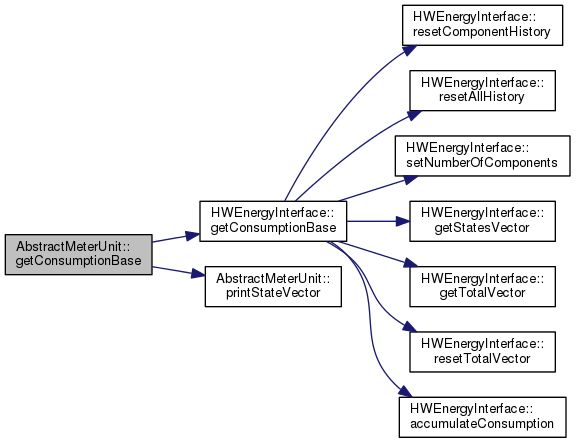 AbstractMeterUnit::
getConsumptionBase
HWEnergyInterface::
getConsumptionBase
AbstractMeterUnit::
printStateVector
HWEnergyInterface::
resetComponentHistory
HWEnergyInterface::
resetAllHistory
HWEnergyInterface::
setNumberOfComponents
HWEnergyInterface::
getStatesVector
HWEnergyInterface::
getTotalVector
HWEnergyInterface::
resetTotalVector
HWEnergyInterface::
accumulateConsumption